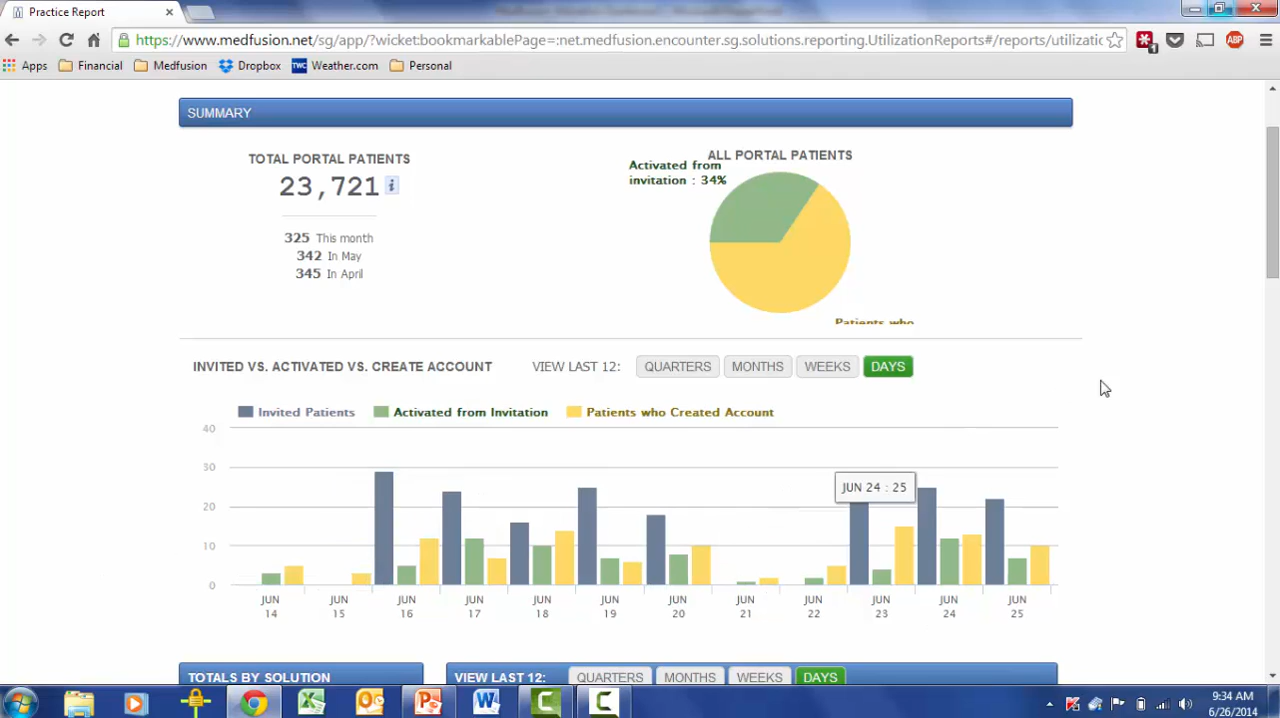 Practice Report
https://www.medfusion.net/sg/app/?wicket:bookmarkablePage=:net.medfusion.encounter.sg.solutions.reporting.UtilizationReports#/reports/utilizatic
Apps Financial Medfusion Dropbox Weather.com Personal
SUMMARY
TOTAL PORTAL PATIENTS
23,721
325 This month
342 In May
345 In April
ALL PORTAL PATIENTS
Activated from
invitation : 34%
Patients who
INVITED VS. ACTIVATED VS. CREATE ACCOUNT VIEW LAST 12: QUARTERS MONTHS WEEKS DAYS
Invited Patients Activated from Invitation Patients who Created Account
40
30
20
10
0
JUN 24 : 25
JUN 14
JUN 15
JUN 16
JUN 17
JUN 18
JUN 19
JUN 20
JUN 21
JUN 22
JUN 23
JUN 24
JUN 25
TOTALS BY SOLUTION
VIEW LAST 12: QUARTERS MONTHS WEEKS DAYS
9:34 AM
6/26/2014